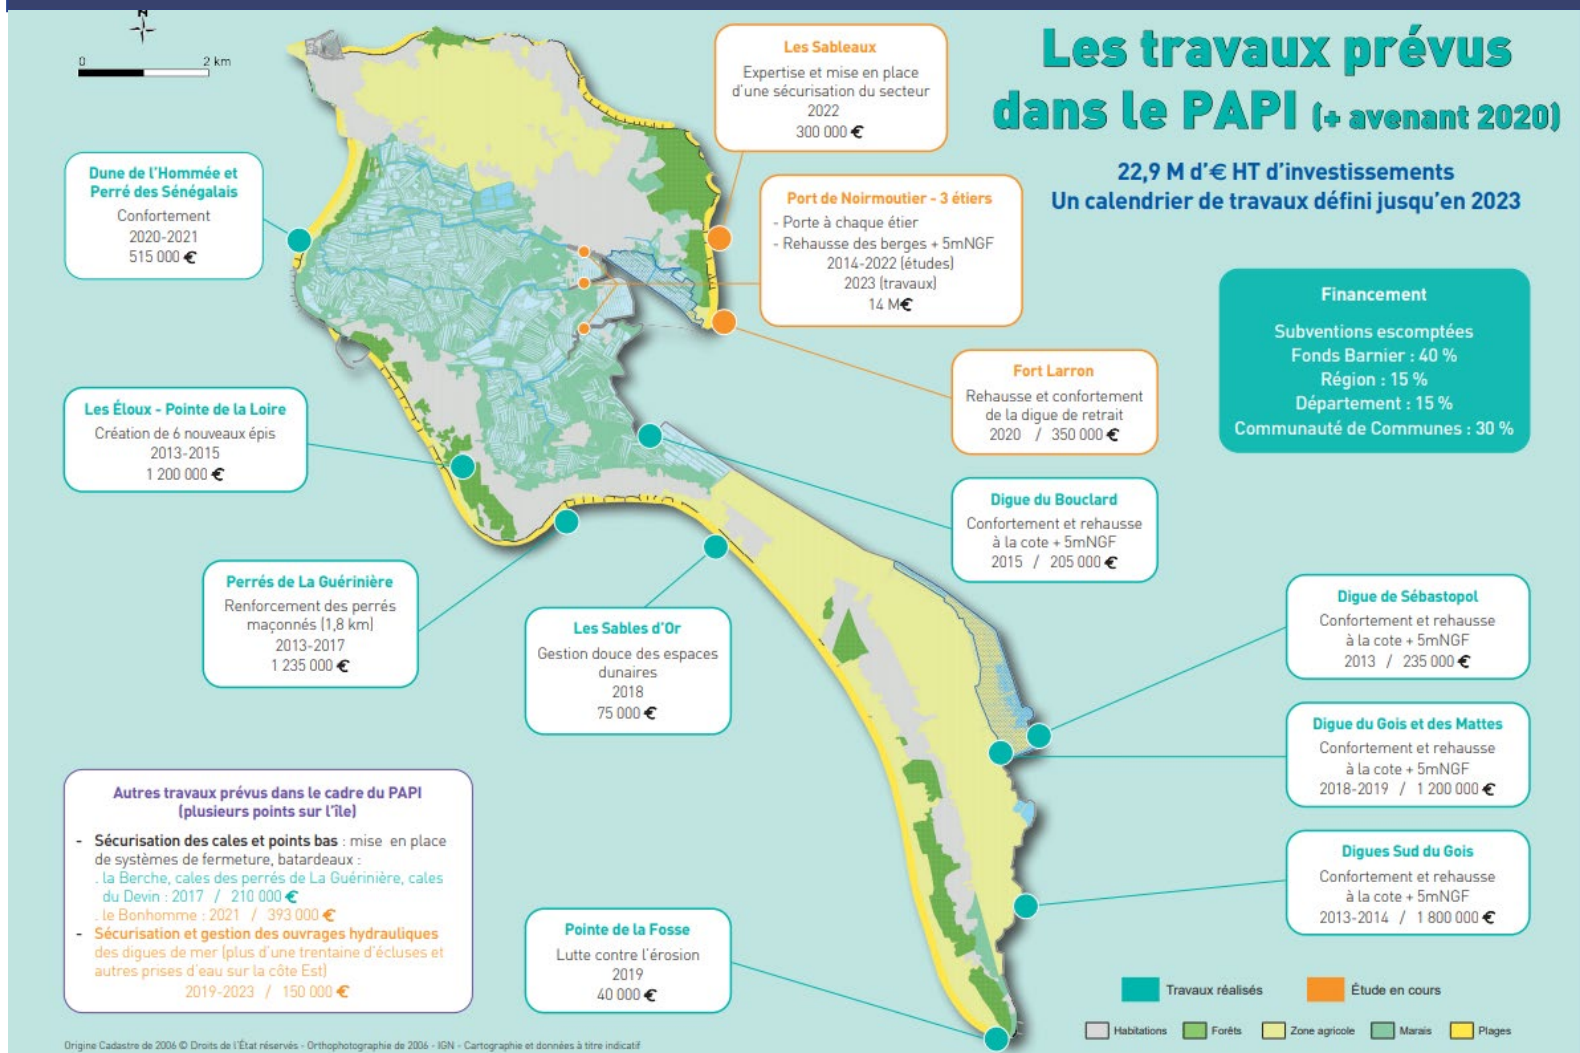 N
0 2 km
Les travaux prévus
dans le PAPI (+ avenant 2020)
22,9 M d'€ HT d'investissements
Un calendrier de travaux défini jusqu'en 2023
Les Sableaux
Expertise et mise en place
d'une sécurisation du secteur
2022
300 000 €
Dune de l'Hommée et
Perré des Sénégalais
Confortement
2020-2021
515 000 €
Port de Noirmoutier - 3 étiers
- Porte à chaque étier
- Rehausse des berges + 5mNGF
2014-2022 (études)
2023 (travaux)
14 M€
Financement
Subventions escomptées
Fonds Barnier : 40 %
Région : 15 %
Département : 15 %
Communauté de Communes : 30 %
Fort Larron
Rehausse et confortement
de la digue de retrait
2020 / 350 000 €
Les Éloux - Pointe de la Loire
Création de 6 nouveaux épis
2013-2015
1 200 000 €
Digue du Bouclard
Confortement et rehausse
à la cote + 5mNGF
2015 / 205 000 €
Perrés de La Guérinière
Renforcement des perrés
maçonnés (1,8 km)
2013-2017
1 235 000 €
Les Sables d'Or
Gestion douce des espaces
dunaires
2018
75 000 €
Digue de Sébastopol
Confortement et rehausse
à la cote + 5mNGF
2013 / 235 000 €
Digue du Gois et des Mattes
Confortement et rehausse
à la cote + 5mNGF
2018-2019 / 1 200 000 €
Digues Sud du Gois
Confortement et rehausse
à la cote + 5mNGF
2013-2014 / 1 800 000 €
Autres travaux prévus dans le cadre du PAPI
(plusieurs points sur l'île)
- Sécurisation des cales et points bas : mise en place
de systèmes de fermeture, batardeaux :
. la Berche, cales des perrés de La Guérinière, cales
du Devin : 2017 / 210 000 €
. le Bonhomme : 2021 / 393 000 €
- Sécurisation et gestion des ouvrages hydrauliques
des digues de mer (plus d'une trentaine d'écluses et
autres prises d'eau sur la côte Est)
2019-2023 / 150 000 €
Pointe de la Fosse
Lutte contre l'érosion
2019
40 000 €
Travaux réalisés Étude en cours
Habitations Forêts Zone agricole Marais Plages
Origine Cadastre de 2006 © Droits de l'État réservés - Orthophotographie de 2006 - IGN - Cartographie et données à titre indicatif